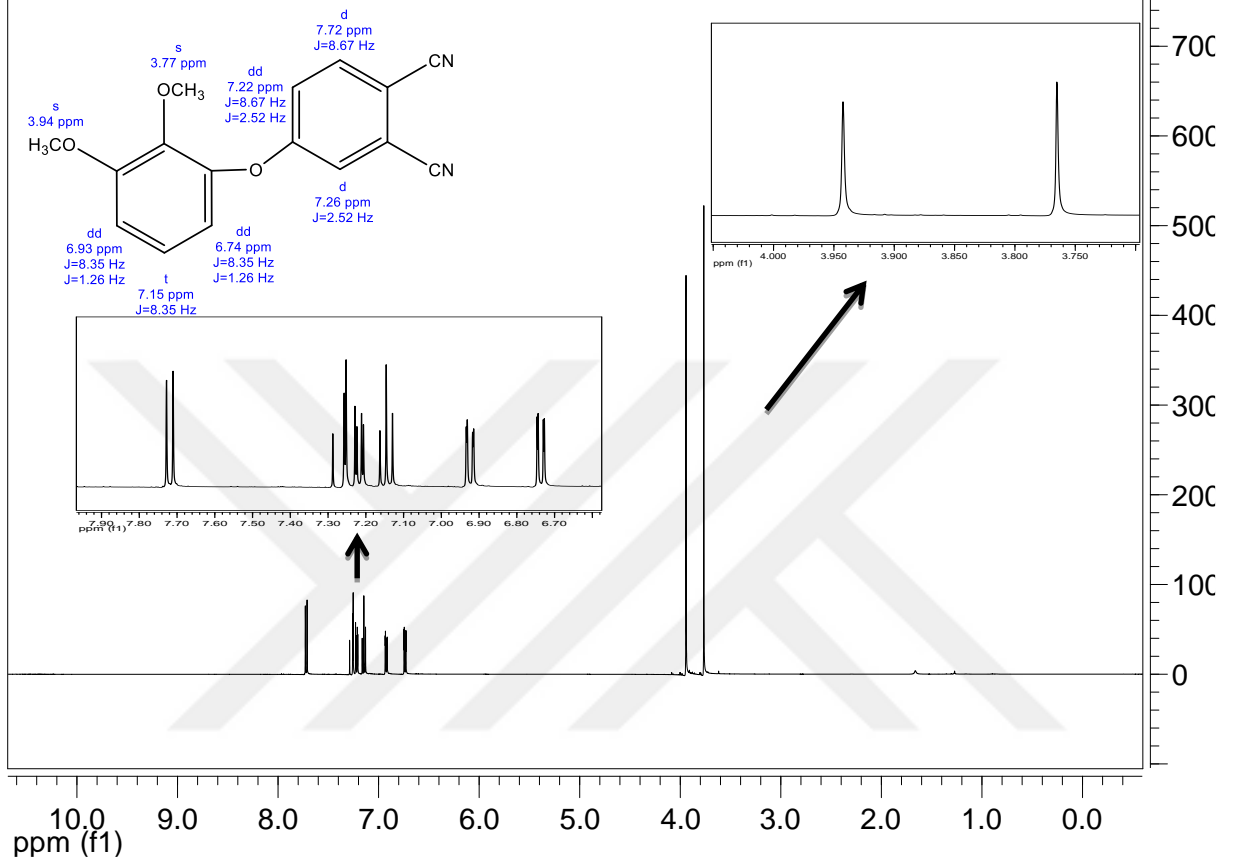 d
7.72 ppm
J=8.67 Hz
s
3.77 ppm
dd
7.22 ppm
J=8.67 Hz
J=2.52 Hz
CN
OCH3
s
3.94 ppm
H3CO
O
CN
d
7.26 ppm
J=2.52 Hz
dd
6.93 ppm
J=8.35 Hz
J=1.26 Hz
dd
6.74 ppm
J=8.35 Hz
J=1.26 Hz
t
7.15 ppm
J=8.35 Hz
4.000 3.950 3.900 3.850 3.800 3.750
ppm (f1)
7.90 7.80 7.70 7.60 7.50 7.40 7.30 7.20 7.10 7.00 6.90 6.80 6.70
ppm (f1)
700
600
500
400
300
200
100
0
10.0 9.0 8.0 7.0 6.0 5.0 4.0 3.0 2.0 1.0 0.0
ppm (f1)